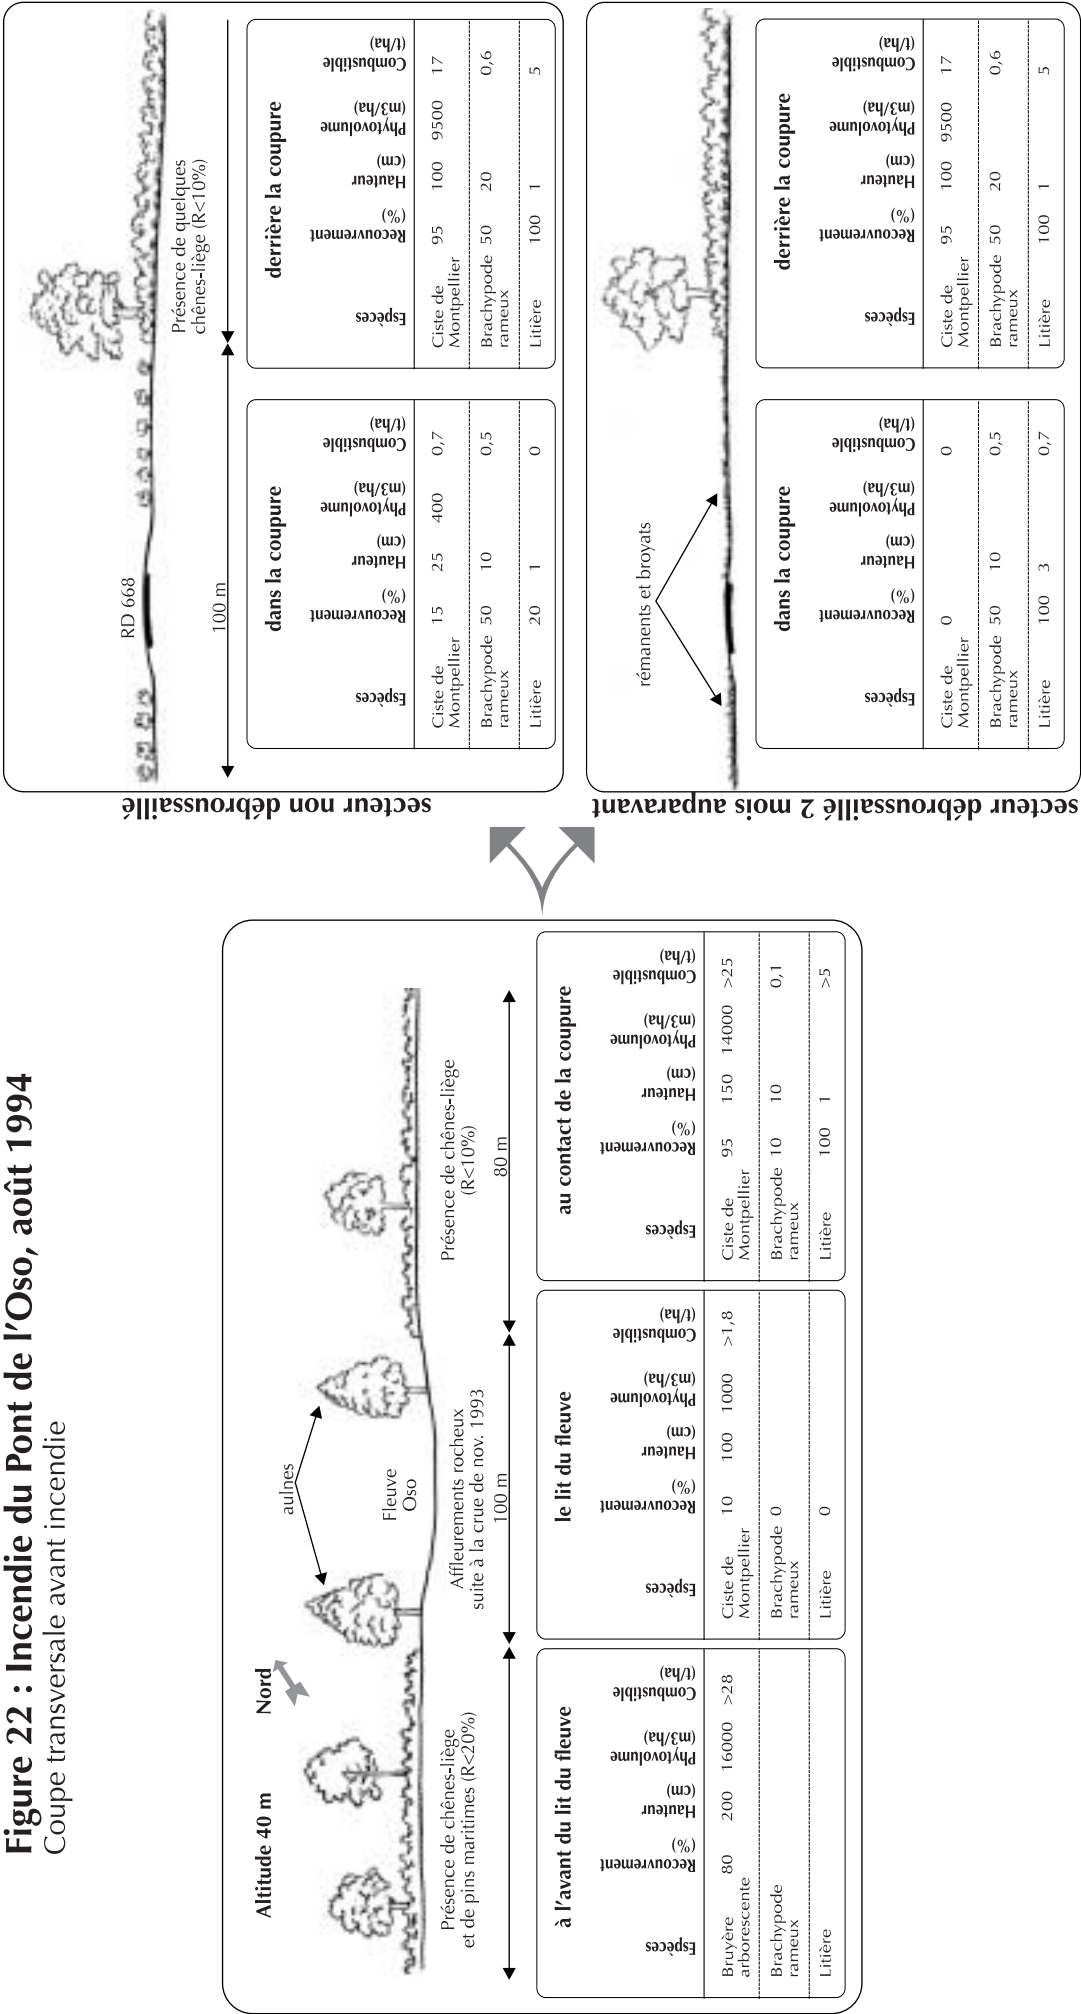 Figure 22 : Incendie du Pont de l'Oso, août 1994
Coupe transversale avant incendie
Altitude 40 m
Nord
aulnes
Fleuve
Oso
Présence de chênes-liège
et de pins maritimes (R<20%)
Affleurements rocheux
suite à la crue de nov. 1993
100 m
Présence de chênes-liège
(R<10%)
80 m
à l'avant du lit du fleuve
Espèces Recouvrement (%) Hauteur (cm) Phytovolume (m3/ha) Combustible (t/ha)
Bruyère 80 200 16000 >28
arborescente
Brachypode
rameux
Litière
le lit du fleuve
Espèces Recouvrement (%) Hauteur (cm) Phytovolume (m3/ha) Combustible (t/ha)
Ciste de 10 100 1000 >1,8
Montpellier
Brachypode 0
rameux
Litière 0
au contact de la coupure
Espèces Recouvrement (%) Hauteur (cm) Phytovolume (m3/ha) Combustible (t/ha)
Ciste de 95 150 14000 >25
Montpellier
Brachypode 10 10 0,1
rameux
Litière 100 1 >5
secteur non débroussaillé
RD 668
Présence de quelques
chênes-liège (R<10%)
100 m
dans la coupure
Espèces Recouvrement (%) Hauteur (cm) Phytovolume (m3/ha) Combustible (t/ha)
Ciste de 15 25 400 0,7
Montpellier
Brachypode 50 10 0,5
rameux
Litière 20 1 0
derrière la coupure
Espèces Recouvrement (%) Hauteur (cm) Phytovolume (m3/ha) Combustible (t/ha)
Ciste de 95 100 9500 17
Montpellier
Brachypode 50 20 0,6
rameux
Litière 100 1 5
secteur débroussaillé 2 mois auparavant
rémanents et broyats
dans la coupure
Espèces Recouvrement (%) Hauteur (cm) Phytovolume (m3/ha) Combustible (t/ha)
Ciste de 0 0
Montpellier
Brachypode 50 10 0,5
rameux
Litière 100 3 0,7
derrière la coupure
Espèces Recouvrement (%) Hauteur (cm) Phytovolume (m3/ha) Combustible (t/ha)
Ciste de 95 100 9500 17
Montpellier
Brachypode 50 20 0,6
rameux
Litière 100 1 5